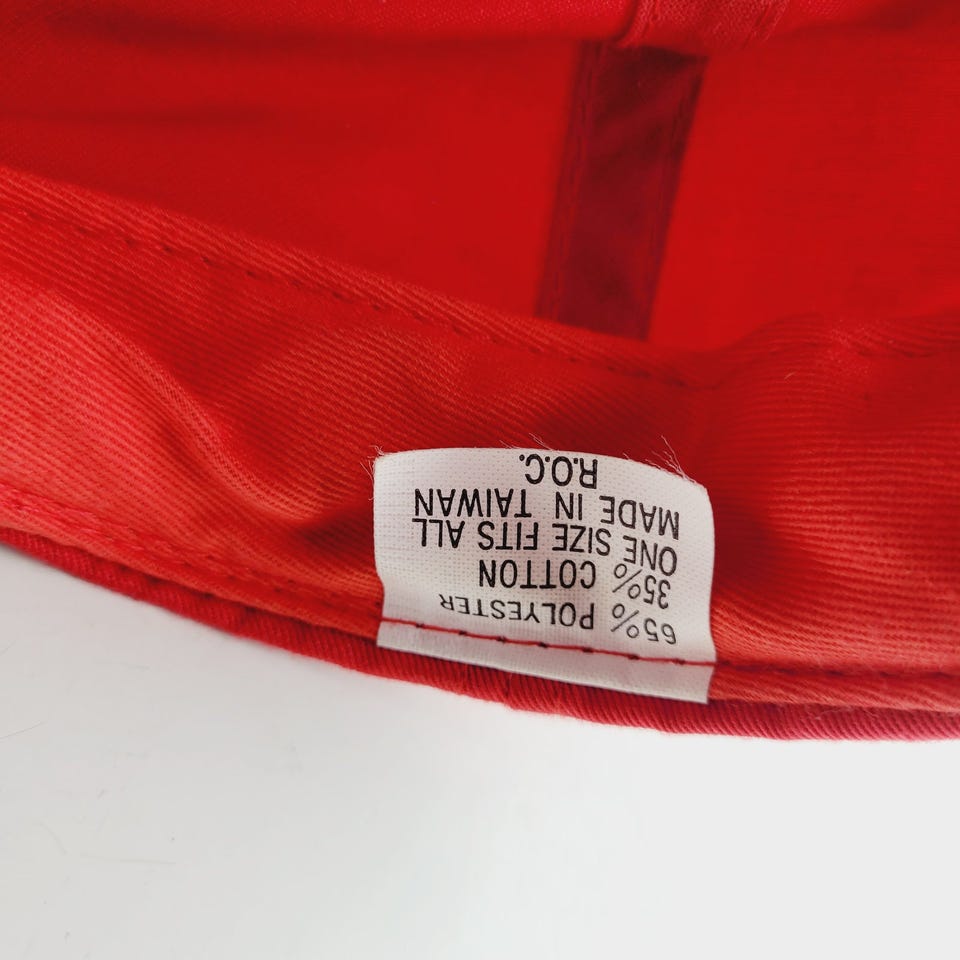 65% POLYESTER
35% COTTON
ONE SIZE FITS ALL
MADE IN TAIWAN
R.O.C.